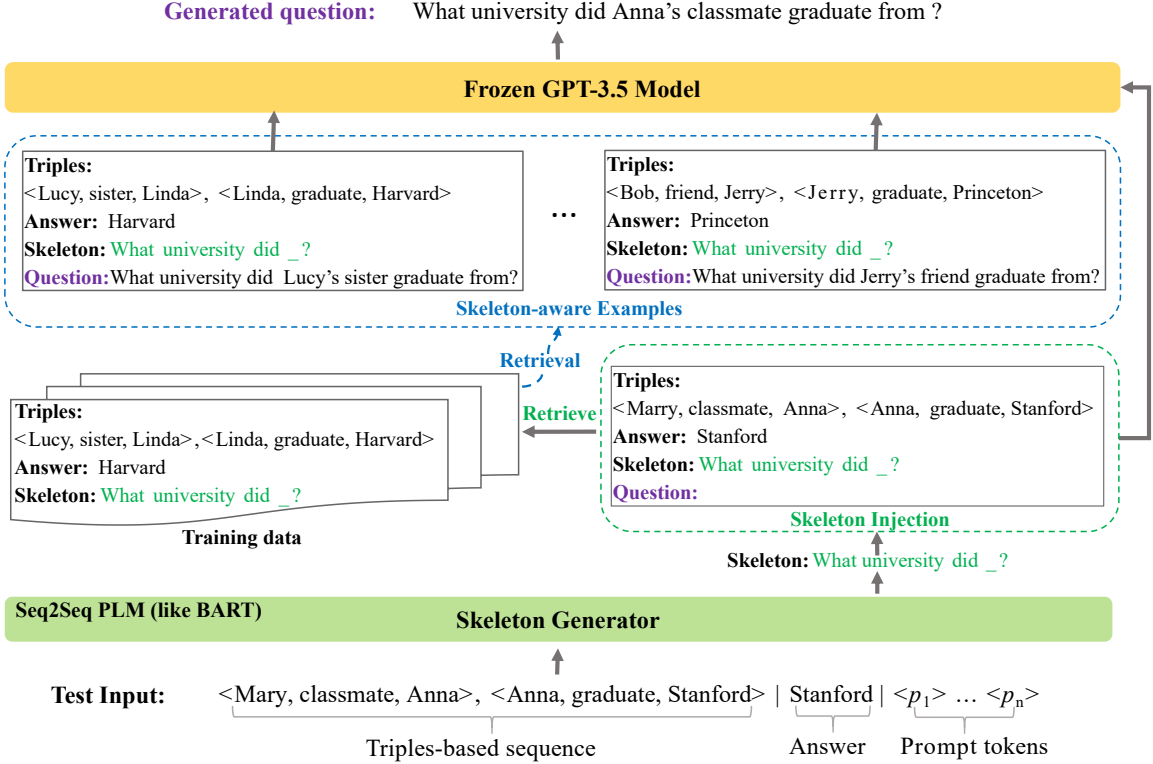 Generated question: What university did Anna's classmate graduate from ?
Frozen GPT-3.5 Model
Triples:
<Lucy, sister, Linda>, <Linda, graduate, Harvard>
Answer: Harvard
Skeleton: What university did _ ?
Question: What university did Lucy's sister graduate from?
...
Triples:
<Bob, friend, Jerry>, <Jerry, graduate, Princeton>
Answer: Princeton
Skeleton: What university did _ ?
Question: What university did Jerry's friend graduate from?
Skeleton-aware Examples
Retrieval
Retrieve
Triples:
<Lucy, sister, Linda>,<Linda, graduate, Harvard>
Answer: Harvard
Skeleton: What university did _ ?
Training data
Triples:
<Marry, classmate, Anna>, <Anna, graduate, Stanford>
Answer: Stanford
Skeleton: What university did _ ?
Question:
Skeleton Injection
Skeleton: What university did _ ?
Seq2Seq PLM (like BART)
Skeleton Generator
Test Input: <Mary, classmate, Anna>, <Anna, graduate, Stanford> | Stanford | <p1> ... <pn>
Triples-based sequence Answer Prompt tokens